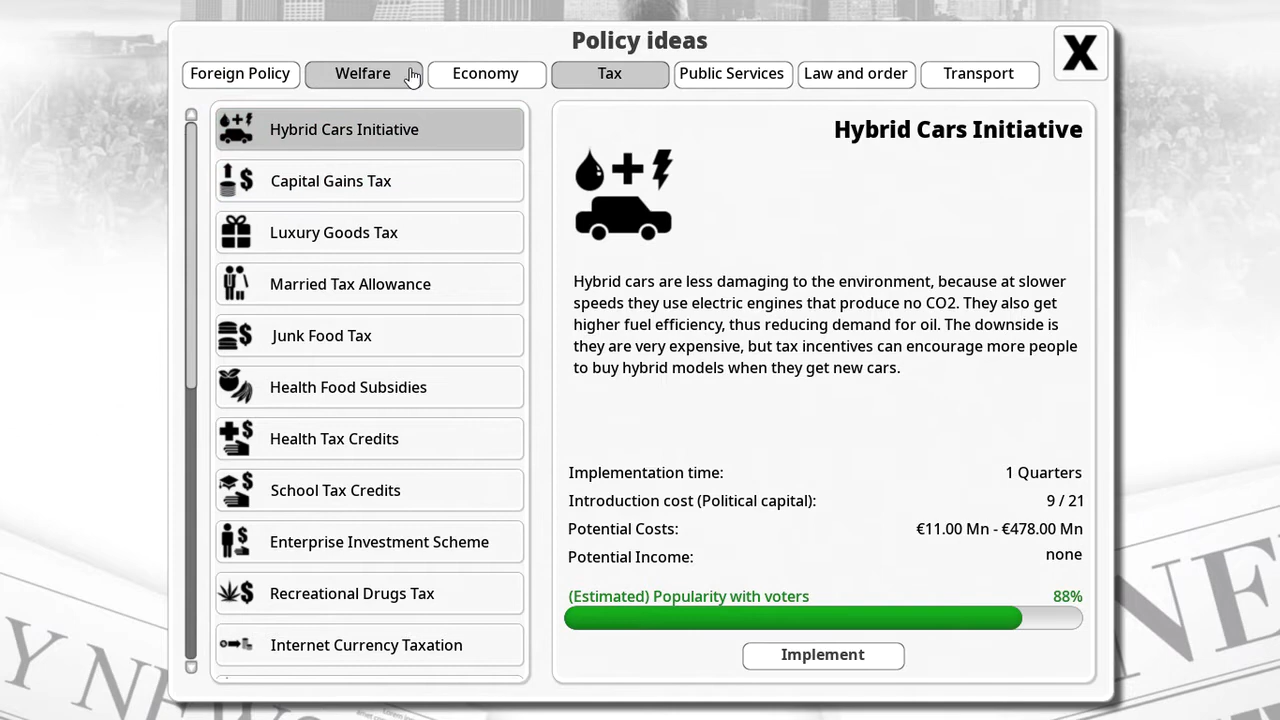 Policy ideas
X
Foreign Policy
Welfare
Economy
Tax
Public Services
Law and order
Transport
Hybrid Cars Initiative
Capital Gains Tax
Luxury Goods Tax
Married Tax Allowance
Junk Food Tax
Health Food Subsidies
Health Tax Credits
School Tax Credits
Enterprise Investment Scheme
Recreational Drugs Tax
Internet Currency Taxation
Hybrid Cars Initiative
Hybrid cars are less damaging to the environment, because at slower
speeds they use electric engines that produce no CO2. They also get
higher fuel efficiency, thus reducing demand for oil. The downside is
they are very expensive, but tax incentives can encourage more people
to buy hybrid models when they get new cars.
Implementation time: 1 Quarters
Introduction cost (Political capital): 9 / 21
Potential Costs: €11.00 Mn - €478.00 Mn
Potential Income: none
(Estimated) Popularity with voters 88%
Implement